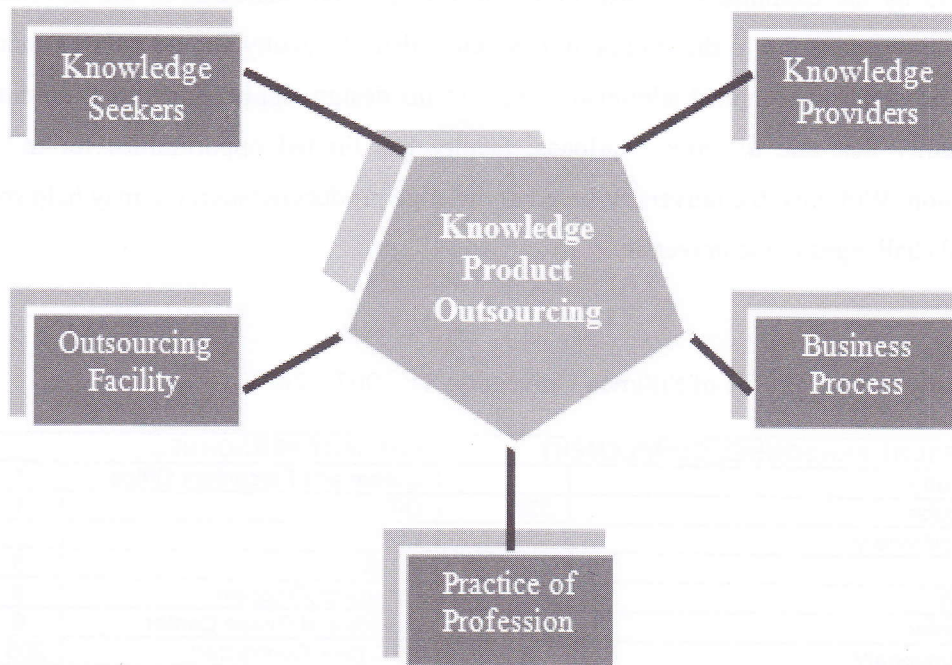 Knowledge
Seekers
Knowledge
Providers
Knowledge
Product
Outsourcing
Outsourcing
Facility
Business
Process
Practice of
Profession